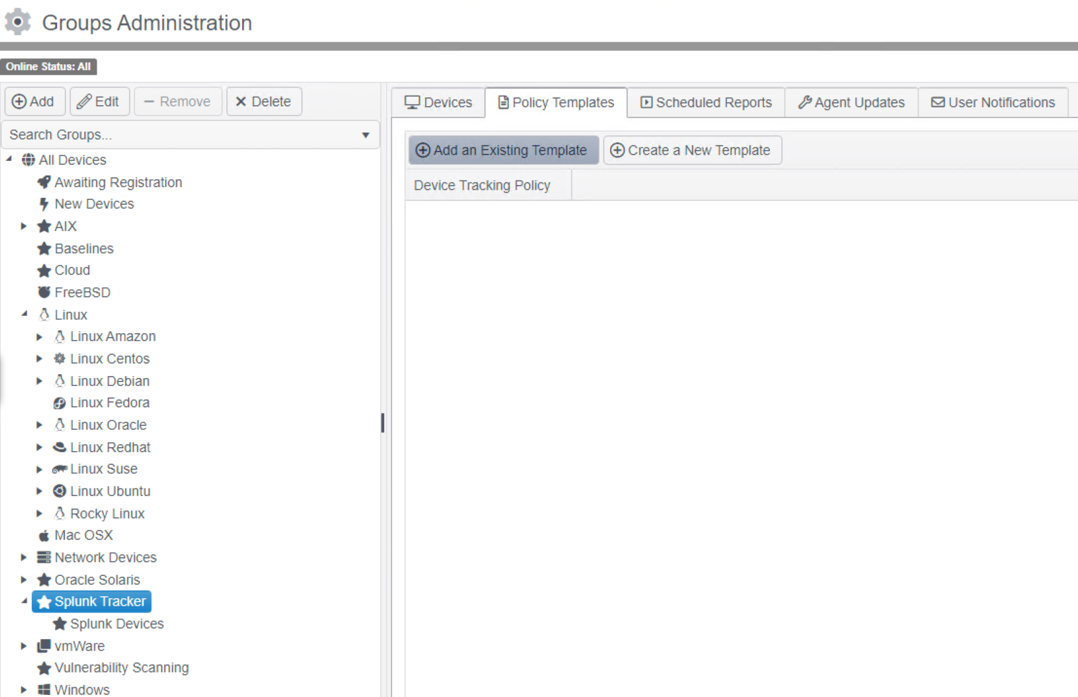 Groups Administration
Online Status: All
Add Edit Remove Delete
Search Groups...
All Devices
Awaiting Registration
New Devices
AIX
Baselines
Cloud
FreeBSD
Linux
Linux Amazon
Linux Centos
Linux Debian
Linux Fedora
Linux Oracle
Linux Redhat
Linux Suse
Linux Ubuntu
Rocky Linux
Mac OSX
Network Devices
Oracle Solaris
Splunk Tracker
Splunk Devices
vmWare
Vulnerability Scanning
Windows
Devices Policy Templates Scheduled Reports Agent Updates User Notifications
Add an Existing Template Create a New Template
Device Tracking Policy